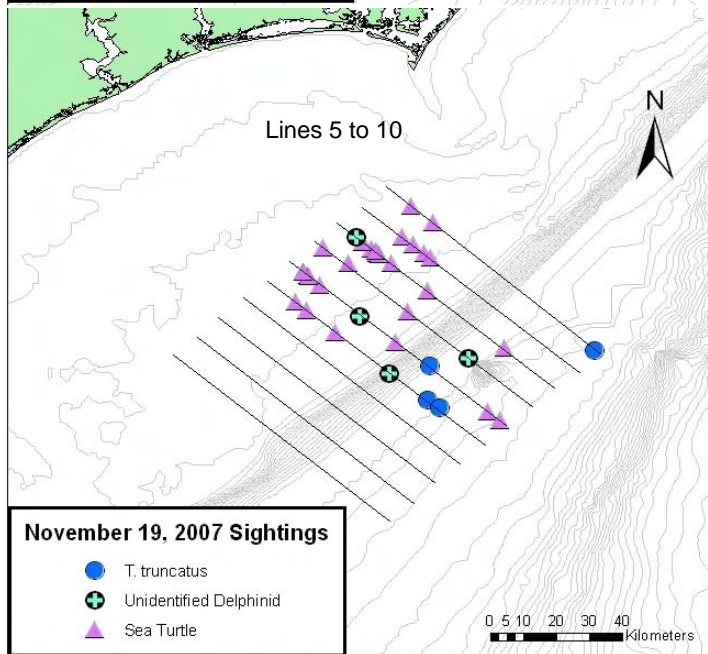 Lines 5 to 10
N
November 19, 2007 Sightings
T. truncatus
Unidentified Delphinid
Sea Turtle
0 5 10 20 30 40
Kilometers